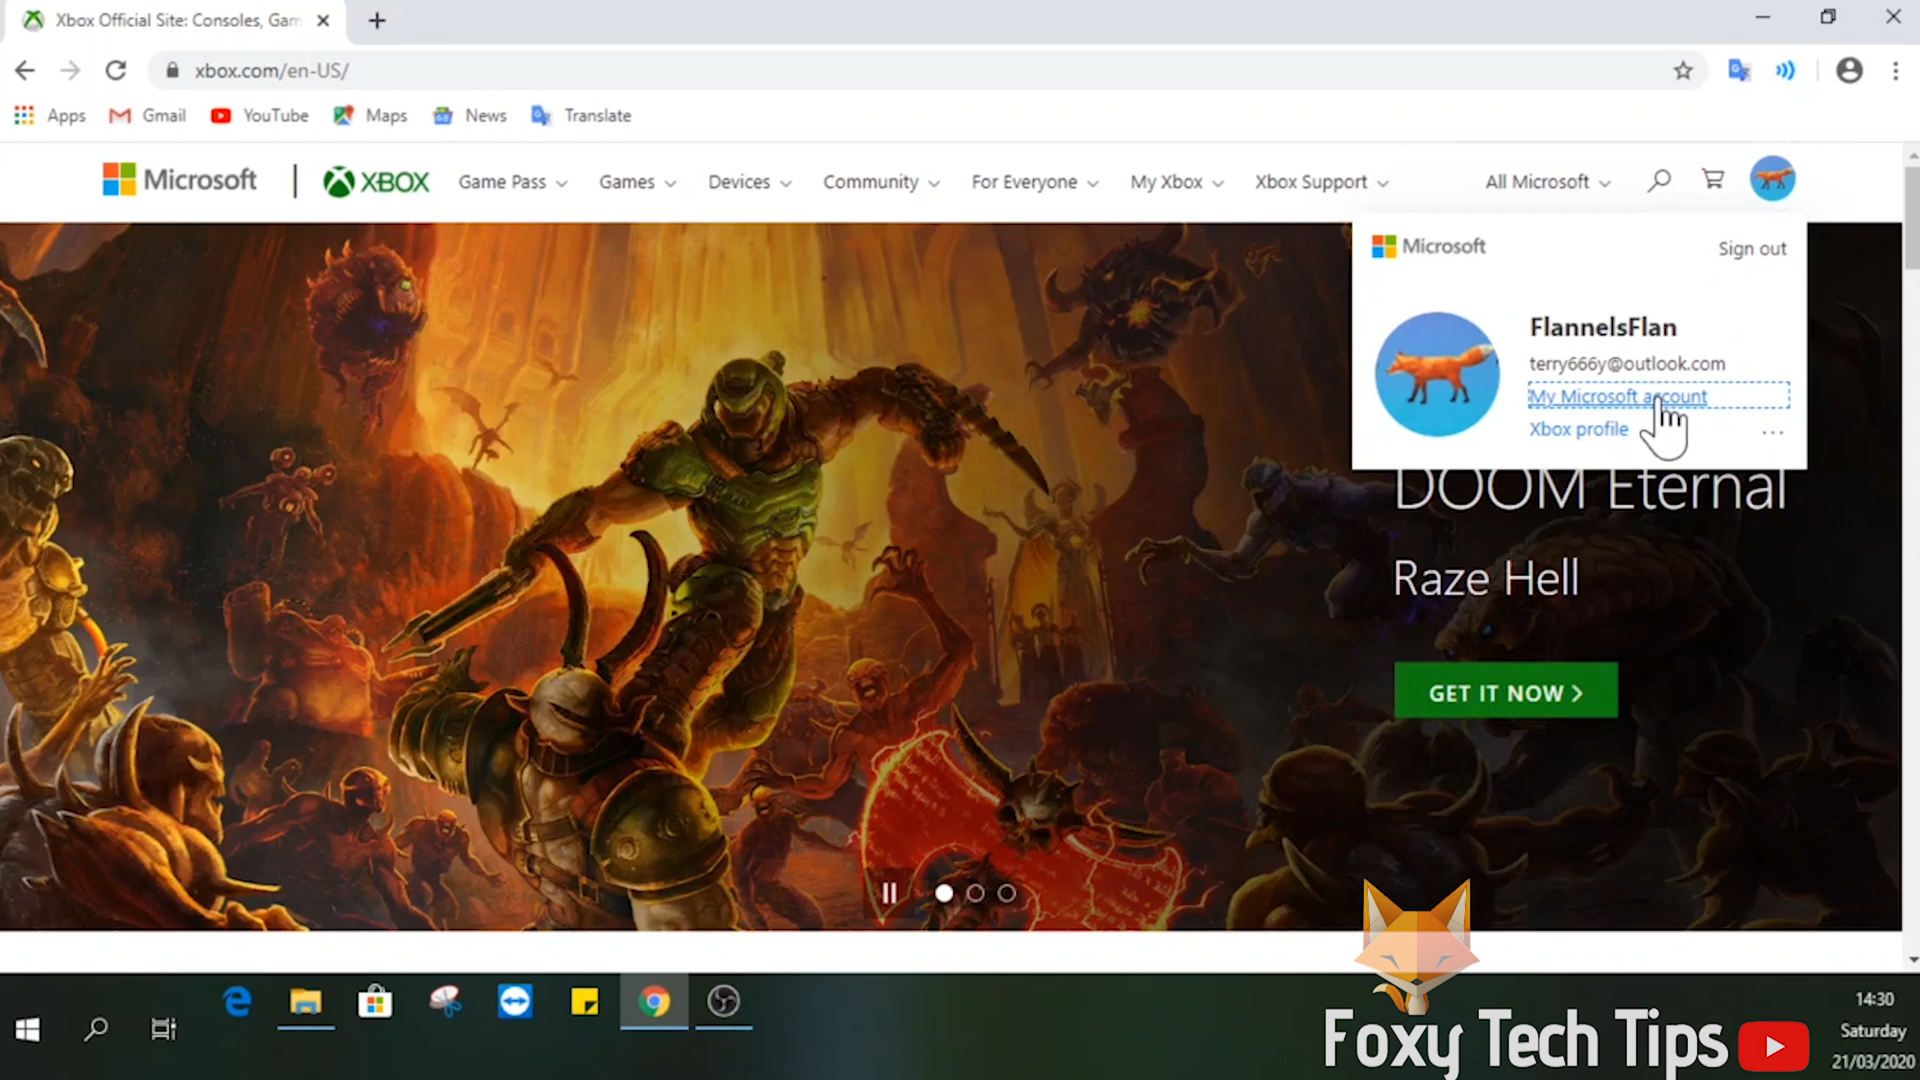 Xbox Official Site: Consoles, Gam
xbox.com/en-US/
Apps Gmail YouTube Maps News Translate
Microsoft XBOX Game Pass Games Devices Community For Everyone My Xbox Xbox Support All Microsoft
Microsoft Sign out
FlannelsFlan
terry666y@outlook.com
My Microsoft account
Xbox profile
DOOM Eternal
Raze Hell
GET IT NOW
14:30
Saturday
21/03/2020
Foxy Tech Tips